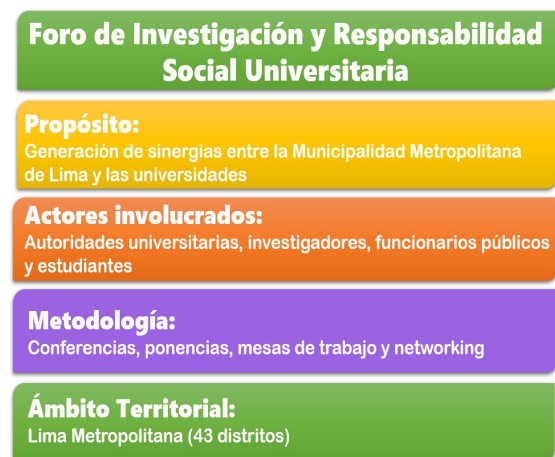 Foro de Investigación y Responsabilidad
Social Universitaria
Propósito:
Generación de sinergias entre la Municipalidad Metropolitana
de Lima y las universidades
Actores involucrados:
Autoridades universitarias, investigadores, funcionarios públicos
y estudiantes
Metodología:
Conferencias, ponencias, mesas de trabajo y networking
Ámbito Territorial:
Lima Metropolitana (43 distritos)